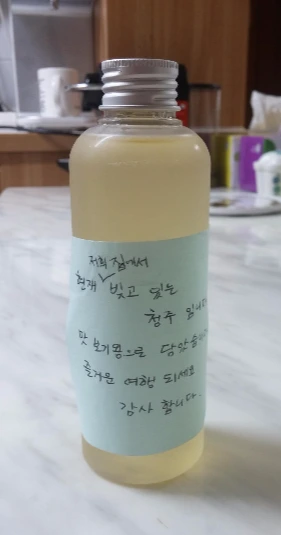 저희 집에서
현재 빚고 있는
청주 입니다
맛 보기용으로 담았습니다
즐거운 여행 되세요
감사 합니다.